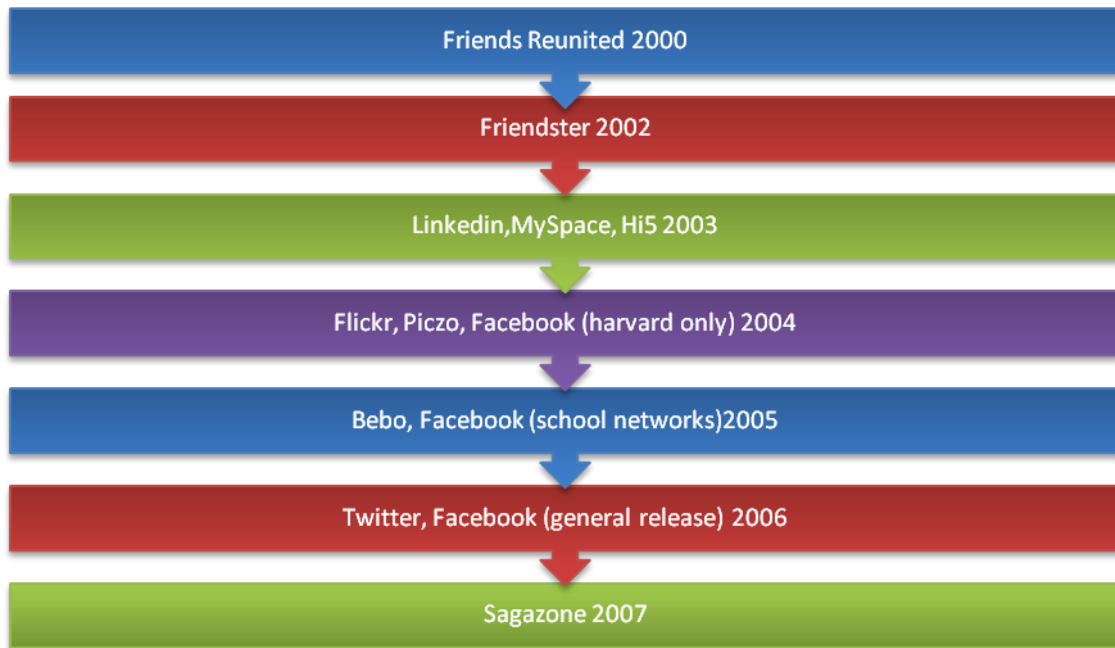 Friends Reunited 2000
Friendster 2002
Linkedin,MySpace, Hi5 2003
Flickr, Piczo, Facebook (harvard only) 2004
Bebo, Facebook (school networks)2005
Twitter, Facebook (general release) 2006
Sagazone 2007